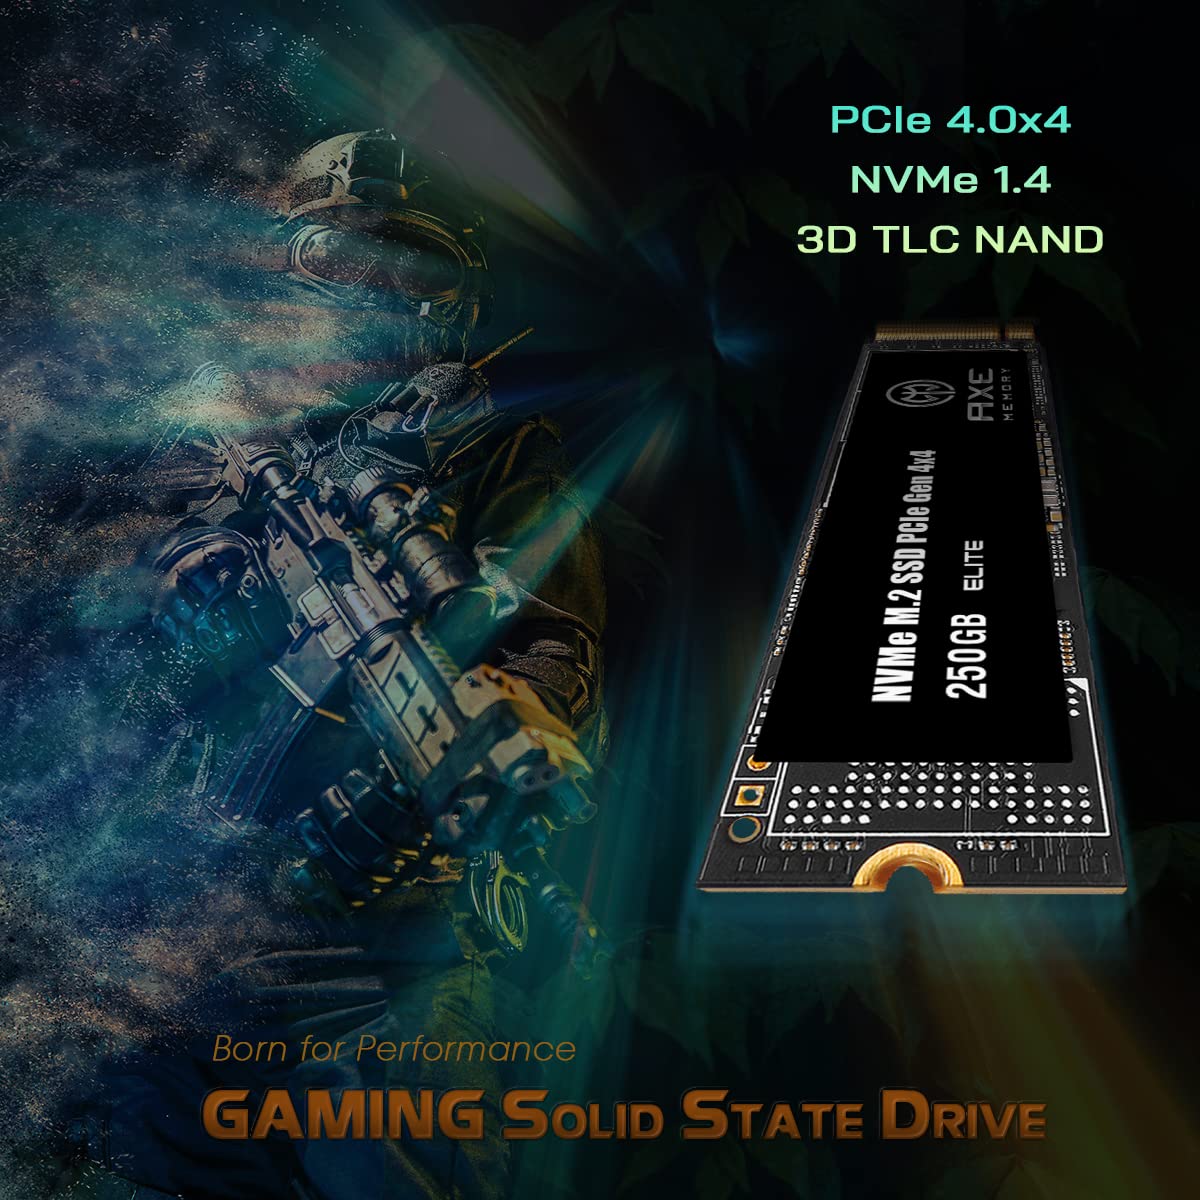 PCIe 4.0x4
NVMe 1.4
3D TLC NAND
AXE
MEMORY
NVMe M.2 SSD PCIe Gen 4x4
250GB ELITE
Born for Performance
GAMING SOLID STATE DRIVE